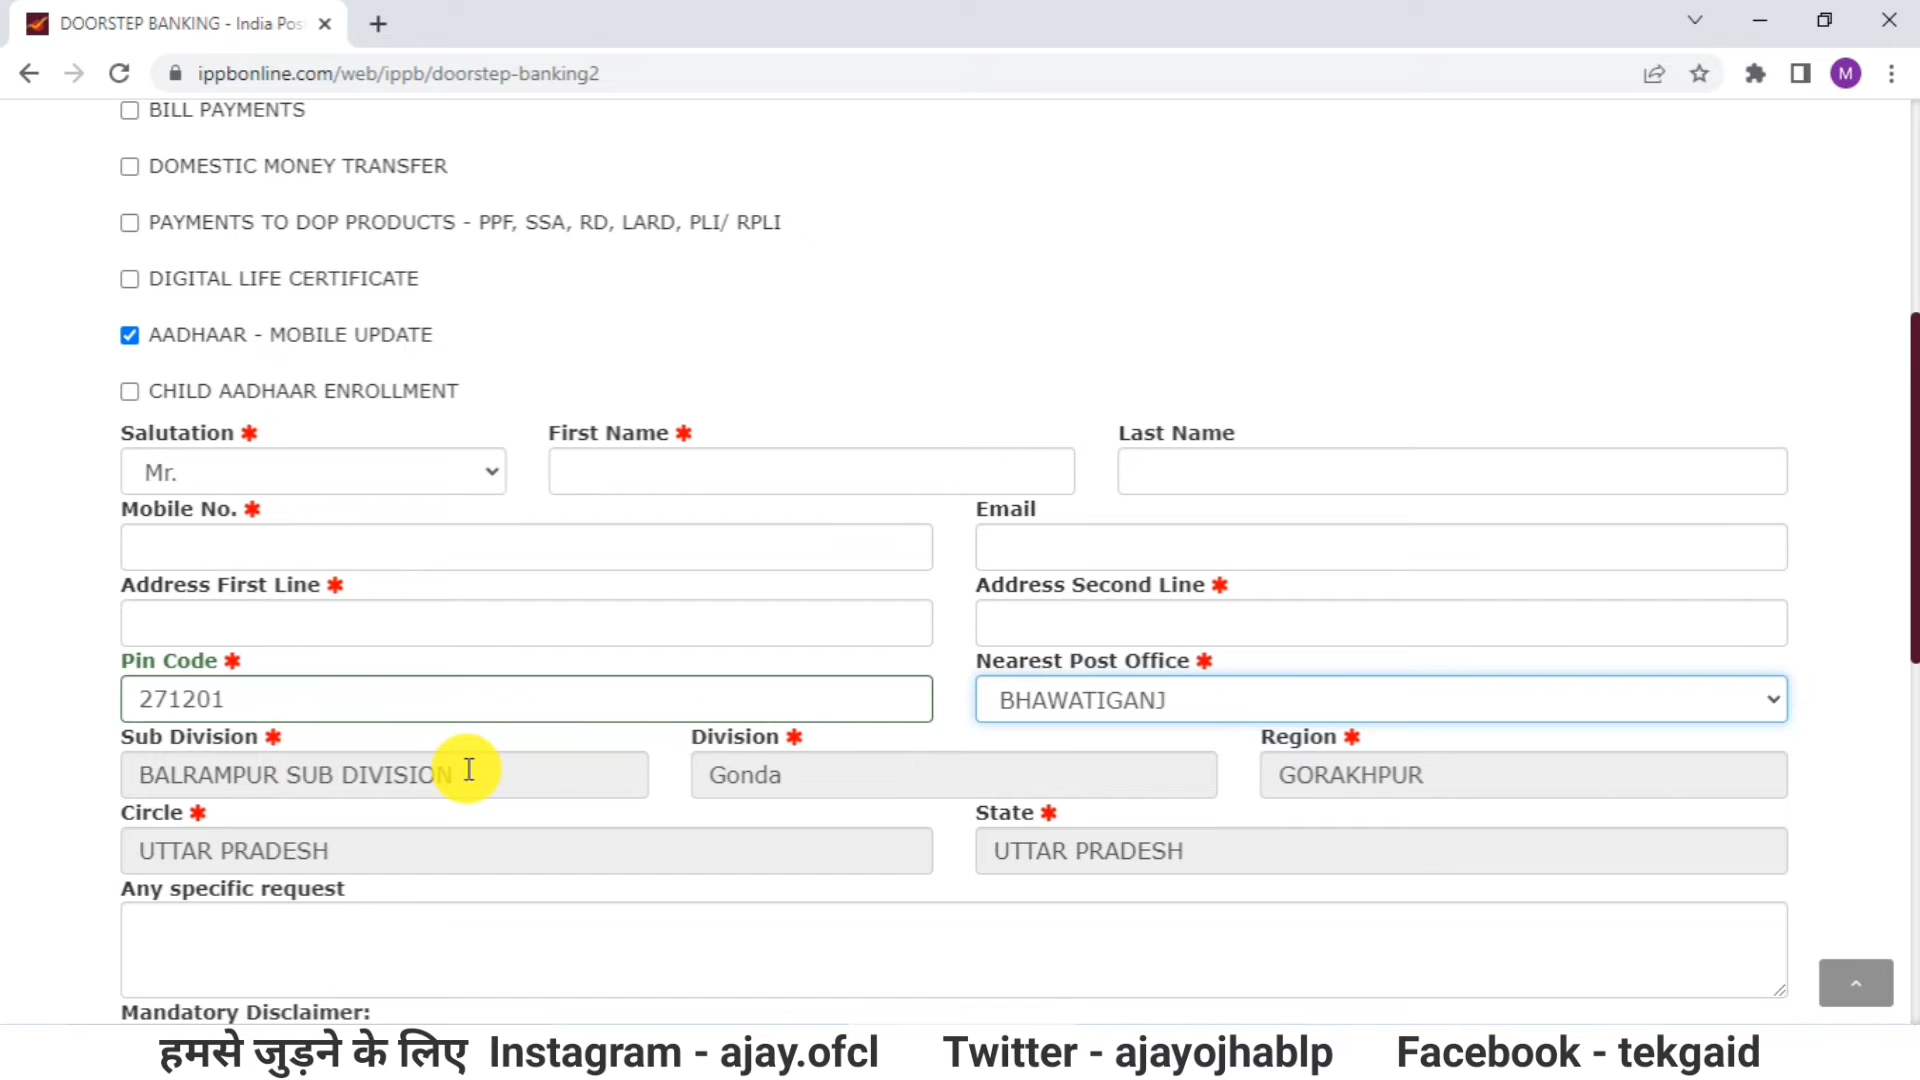 DOORSTEP BANKING - India Pos
ippbonline.com/web/ippb/doorstep-banking2
M
BILL PAYMENTS
DOMESTIC MONEY TRANSFER
PAYMENTS TO DOP PRODUCTS - PPF, SSA, RD, LARD, PLI/ RPLI
DIGITAL LIFE CERTIFICATE
AADHAAR - MOBILE UPDATE
CHILD AADHAAR ENROLLMENT
Salutation * First Name * Last Name
Mr.
Mobile No. * Email
Address First Line * Address Second Line *
Pin Code * Nearest Post Office *
271201 BHAWATIGANJ
Sub Division * Division * Region *
BALRAMPUR SUB DIVISION Gonda GORAKHPUR
Circle * State *
UTTAR PRADESH UTTAR PRADESH
Any specific request
Mandatory Disclaimer:
हमसे जुड़ने के लिए Instagram - ajay.ofcl Twitter - ajayojhablp Facebook - tekgaid